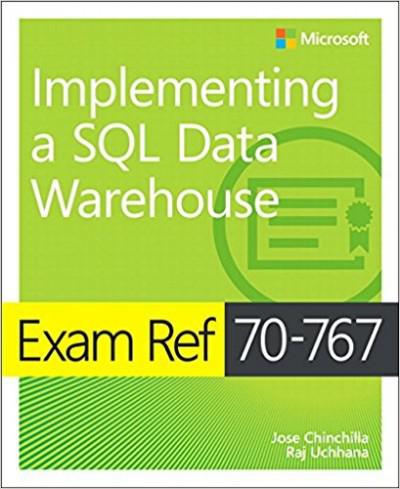 Microsoft
Implementing
a SQL Data
Warehouse
Exam Ref 70-767
Jose Chinchilla
Raj Uchhana